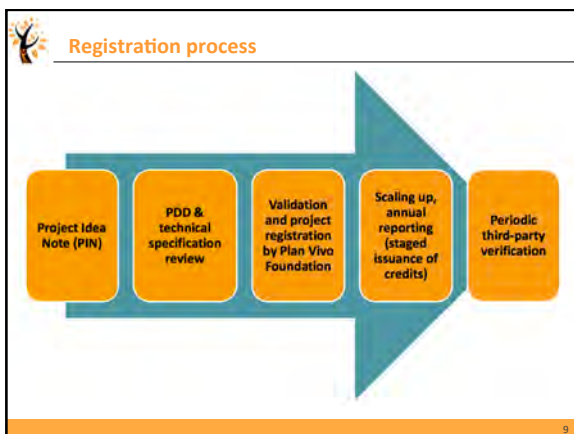 Registration process
Project Idea
Note (PIN)
PDD &
technical
specification
review
Validation
and project
registration
by Plan Vivo
Foundation
Scaling up,
annual
reporting
(staged
issuance of
credits)
Periodic
third-party
verification
9